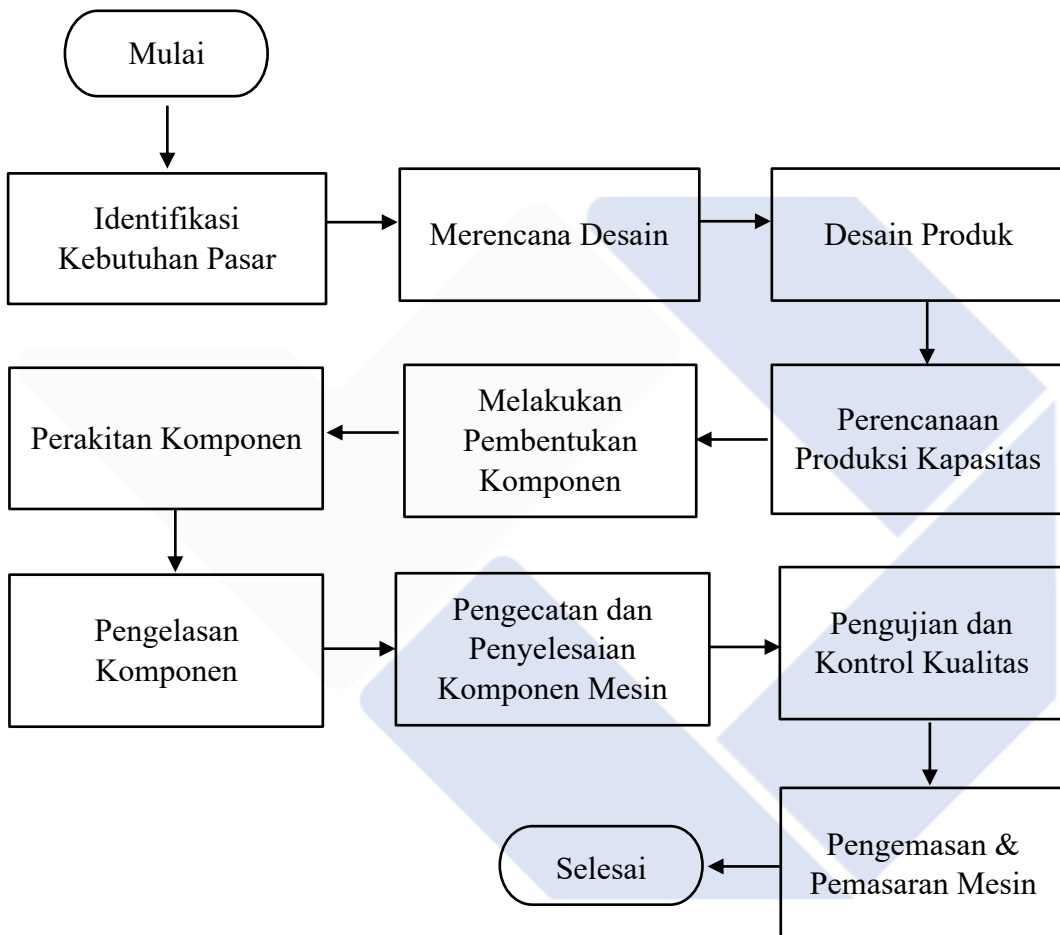 Mulai
Identifikasi
Kebutuhan Pasar
Merencana Desain
Desain Produk
Perencanaan
Produksi Kapasitas
Melakukan
Pembentukan
Komponen
Perakitan Komponen
Pengelasan
Komponen
Pengecatan dan
Penyelesaian
Komponen Mesin
Pengujian dan
Kontrol Kualitas
Pengemasan &
Pemasaran Mesin
Selesai